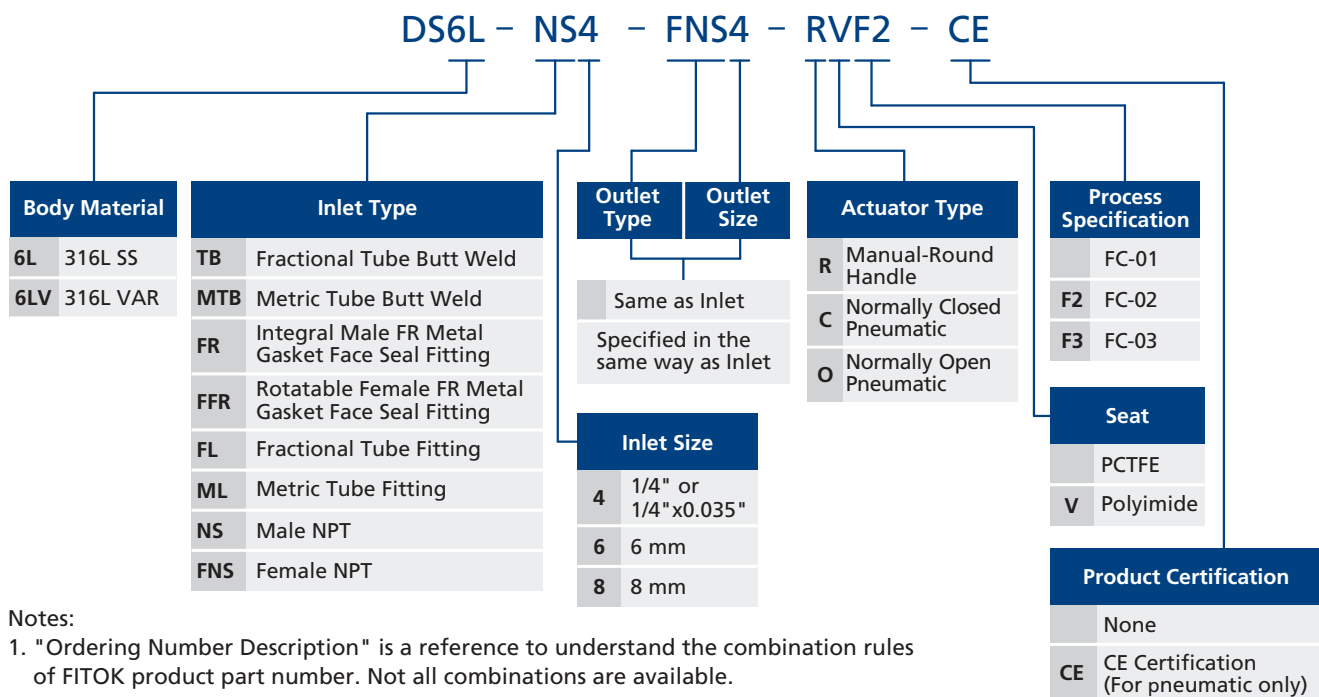 DS6L – NS4 – FNS4 – RVF2 – CE
Body Material
6L 316L SS
6LV 316L VAR
Inlet Type
TB Fractional Tube Butt Weld
MTB Metric Tube Butt Weld
FR Integral Male FR Metal
Gasket Face Seal Fitting
FFR Rotatable Female FR Metal
Gasket Face Seal Fitting
FL Fractional Tube Fitting
ML Metric Tube Fitting
NS Male NPT
FNS Female NPT
Outlet
Type
Outlet
Size
Same as Inlet
Specified in the
same way as Inlet
Inlet Size
4 1/4" or
1/4"x0.035"
6 6 mm
8 8 mm
Actuator Type
R Manual-Round
Handle
C Normally Closed
Pneumatic
O Normally Open
Pneumatic
Process
Specification
FC-01
F2 FC-02
F3 FC-03
Seat
PCTFE
V Polyimide
Product Certification
None
CE CE Certification
(For pneumatic only)
Notes:
1. "Ordering Number Description" is a reference to understand the combination rules
of FITOK product part number. Not all combinations are available.